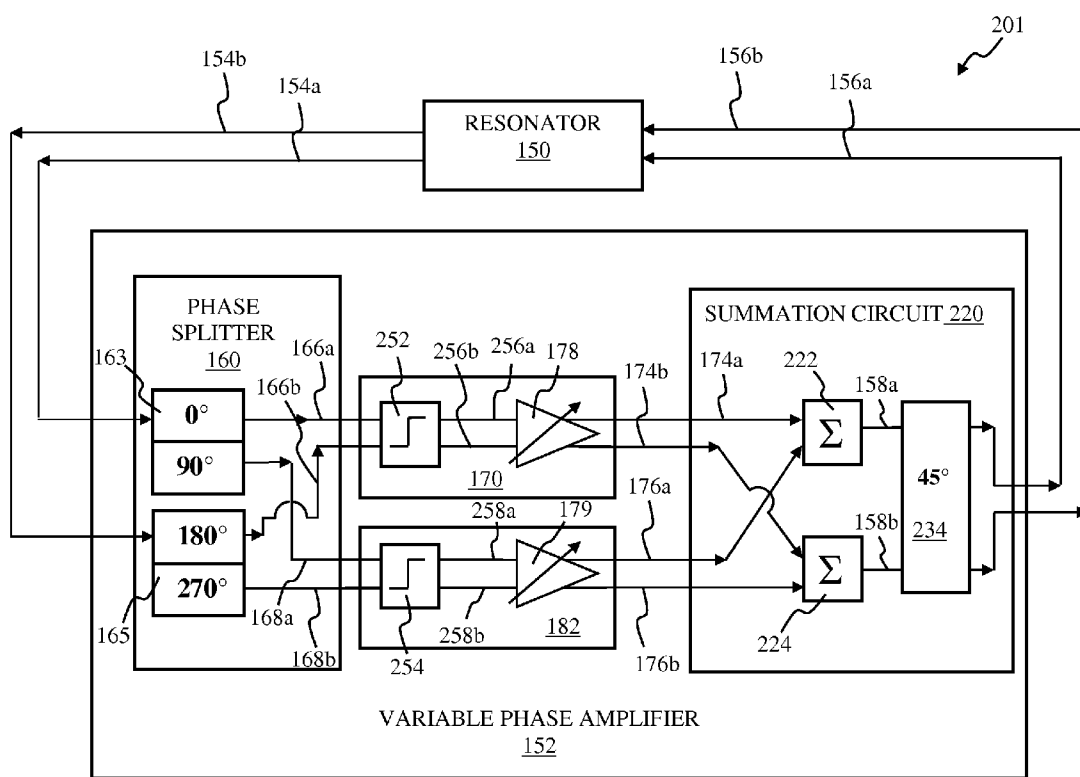 201
154b
154a
156b
156a
RESONATOR
150
PHASE
SPLITTER
160
SUMMATION CIRCUIT 220
163
166a
166b
252
256b
256a
178
174b
174a
222
158a
0°
90°
Σ
170
45°
234
176a
180°
270°
258a
179
158b
Σ
165
168a
168b
254
258b
182
176b
224
VARIABLE PHASE AMPLIFIER
152